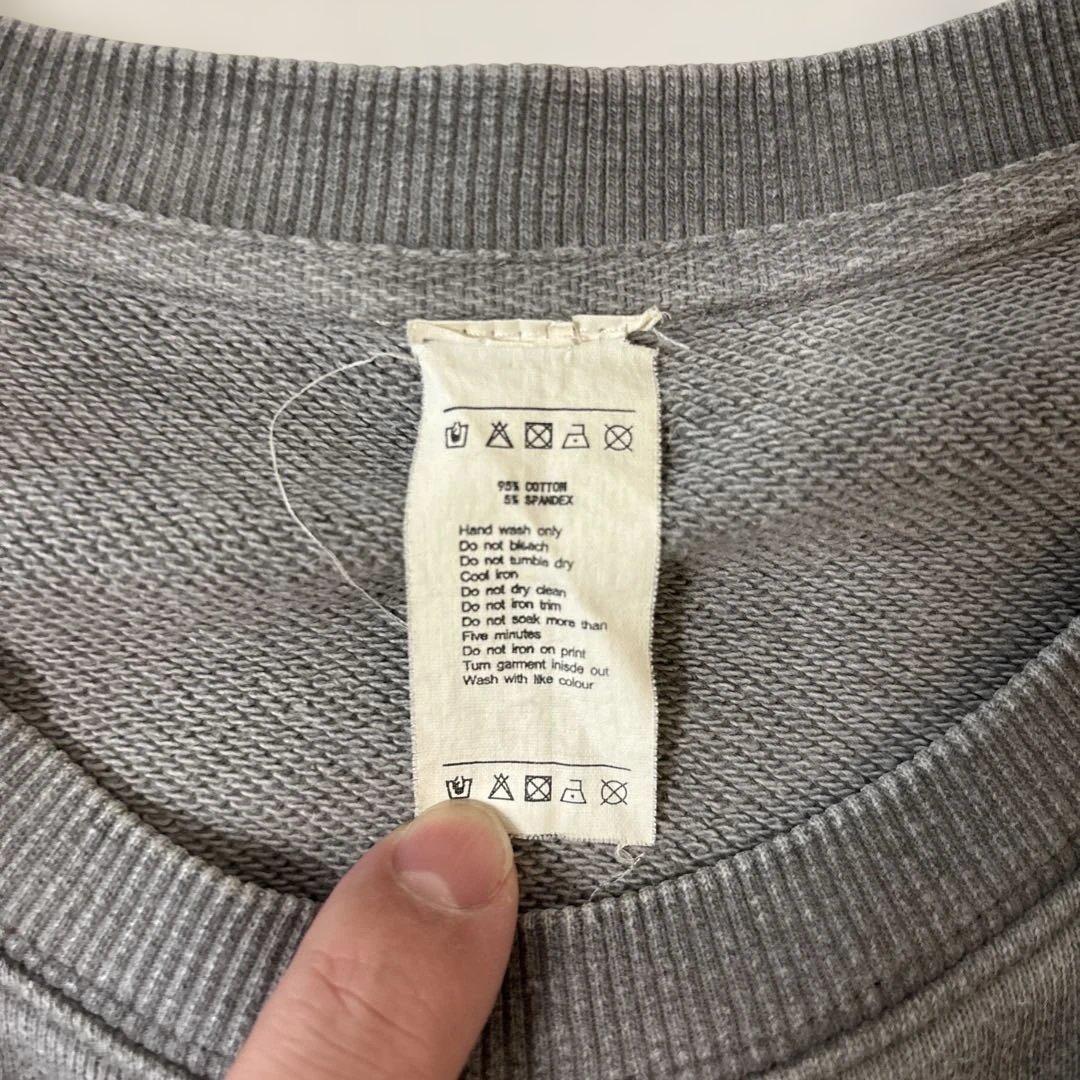 95% COTTON
5% SPANDEX
Hand wash only
Do not bleach
Do not tumble dry
Cool iron
Do not dry clean
Do not iron trim
Do not soak more than
Five minutes
Do not iron on print
Turn garment inisde out
Wash with like colour